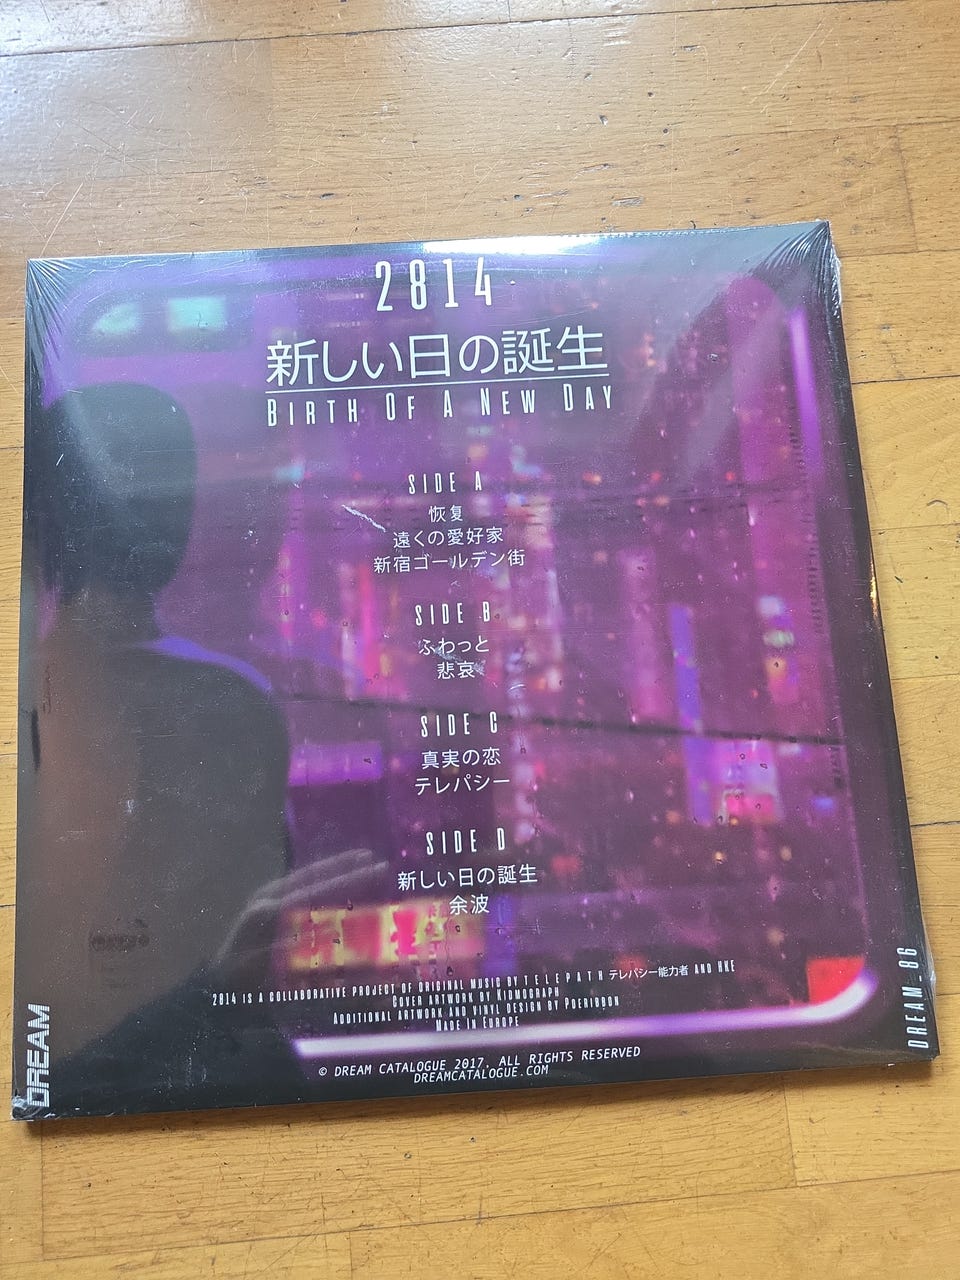 2814
新しい日の誕生
BIRTH OF A NEW DAY
SIDE A
恢复
遠くの愛好家
新宿ゴールデン街
SIDE B
ふわっと
悲哀
SIDE C
真実の恋
テレパシー
SIDE D
新しい日の誕生
余波
2814 IS A COLLABORATIVE PROJECT OF ORIGINAL MUSIC BY T E L E P A T H テレパシー能力者 AND HKE
COVER ARTWORK BY KIDMOGRAPH
ADDITIONAL ARTWORK AND VINYL DESIGN BY POERIBBON
MADE IN EUROPE
© DREAM CATALOGUE 2017. ALL RIGHTS RESERVED
DREAMCATALOGUE.COM
DREAM
DREAM_86